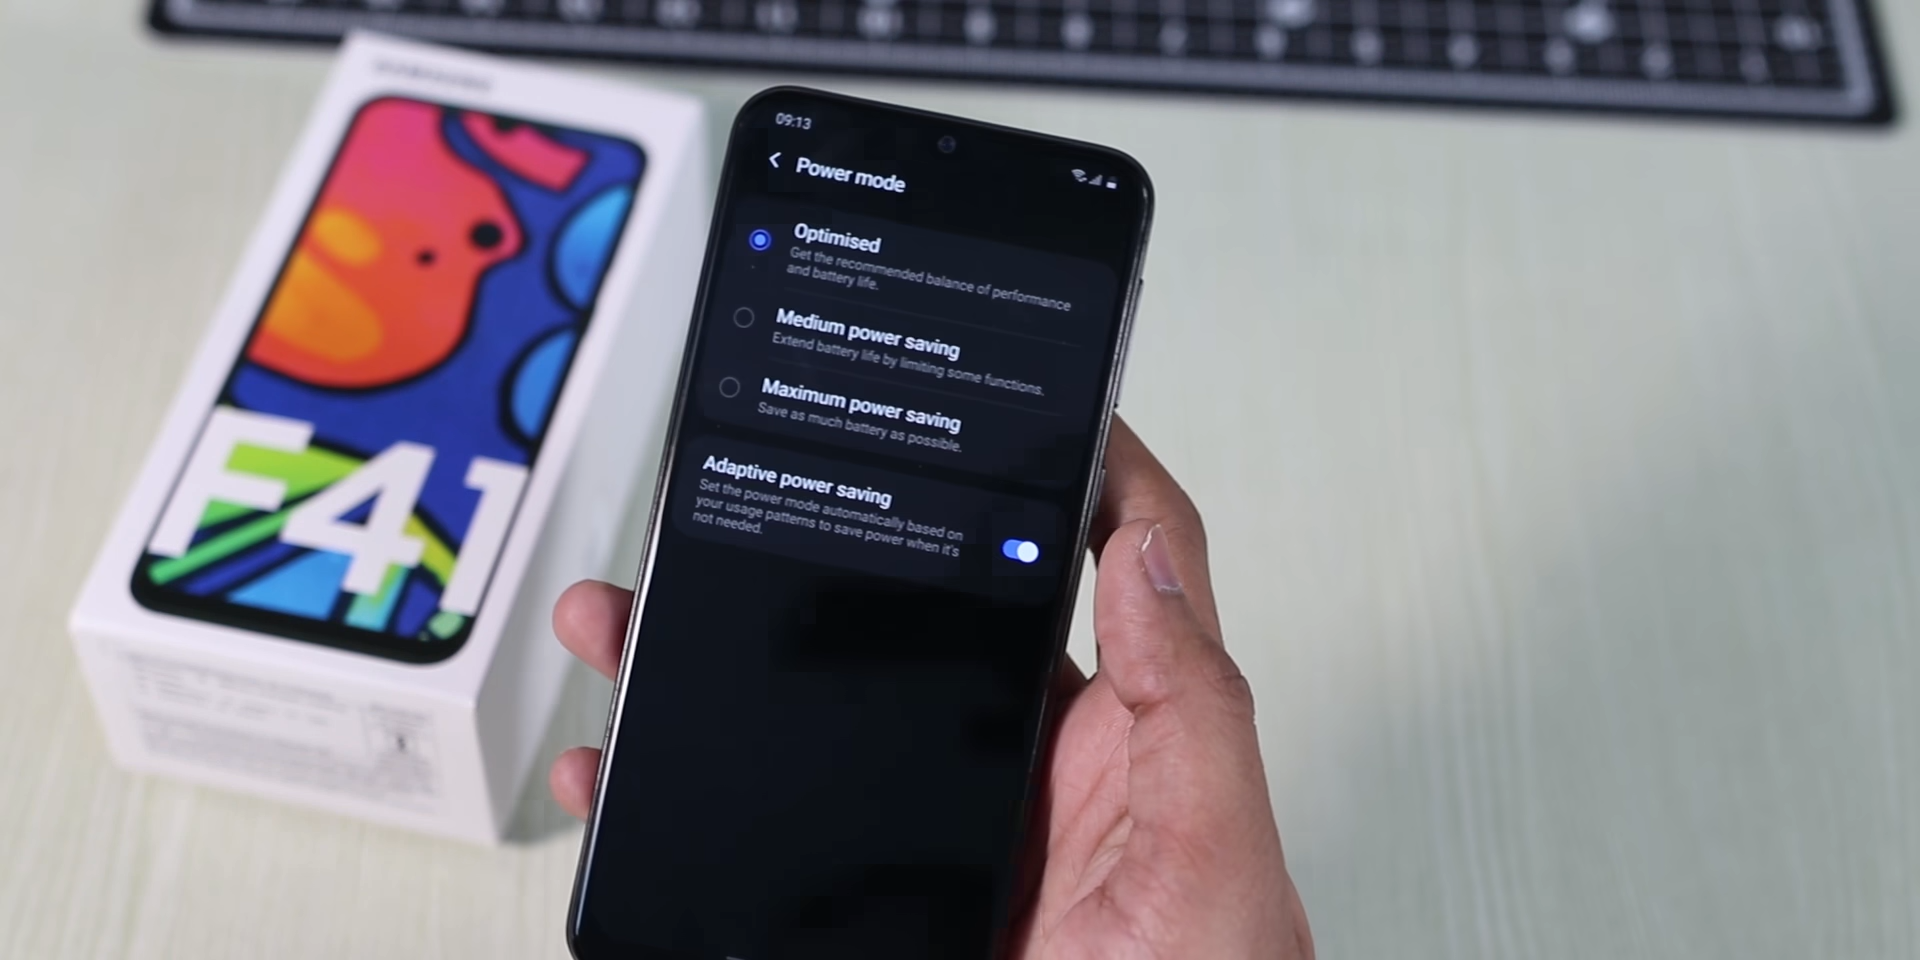 SAMSUNG
F41
09:13
Power mode
Optimised
Get the recommended balance of performance
and battery life.
Medium power saving
Extend battery life by limiting some functions.
Maximum power saving
Save as much battery as possible.
Adaptive power saving
Set the power mode automatically based on
your usage patterns to save power when it's
not needed.